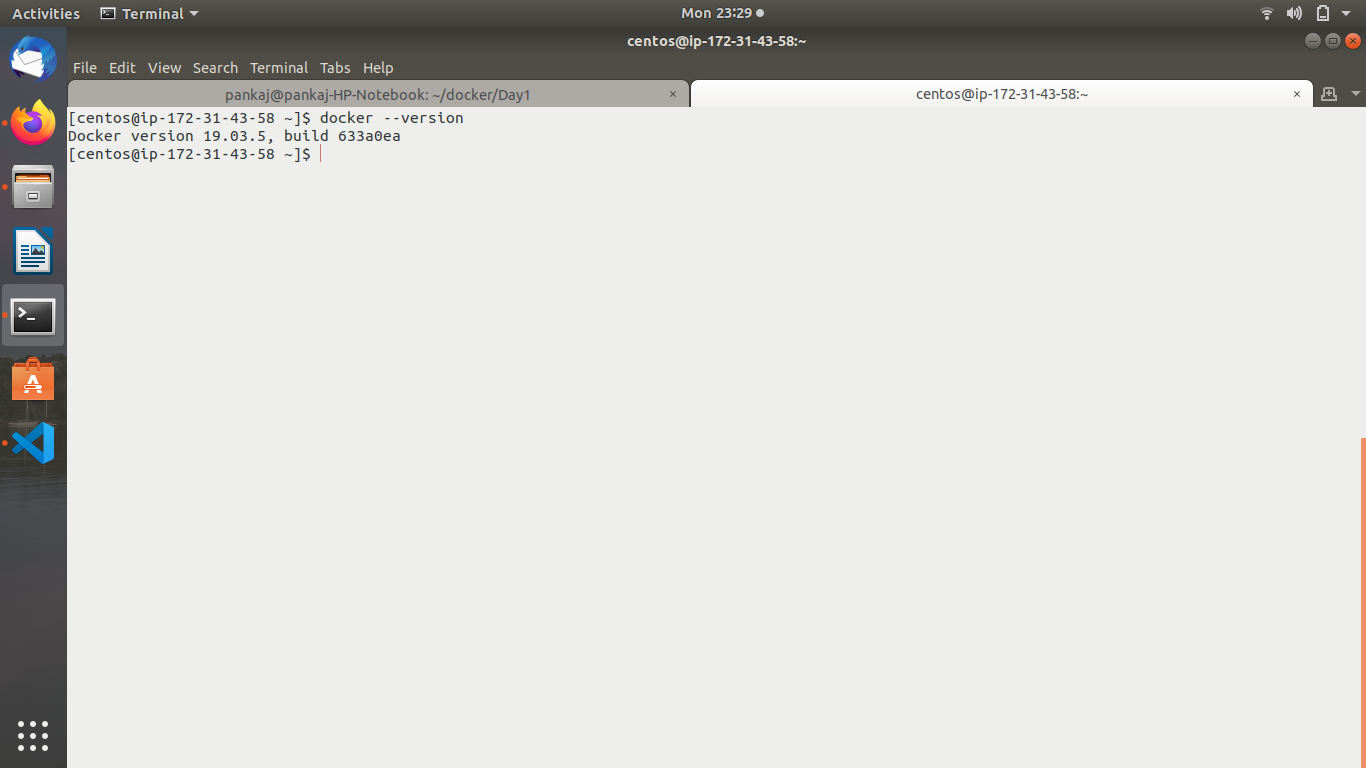 Activities Terminal Mon 23:29
centos@ip-172-31-43-58:~
File Edit View Search Terminal Tabs Help
pankaj@pankaj-HP-Notebook: ~/docker/Day1 × centos@ip-172-31-43-58:~ ×
[centos@ip-172-31-43-58 ~]$ docker --version
Docker version 19.03.5, build 633a0ea
[centos@ip-172-31-43-58 ~]$